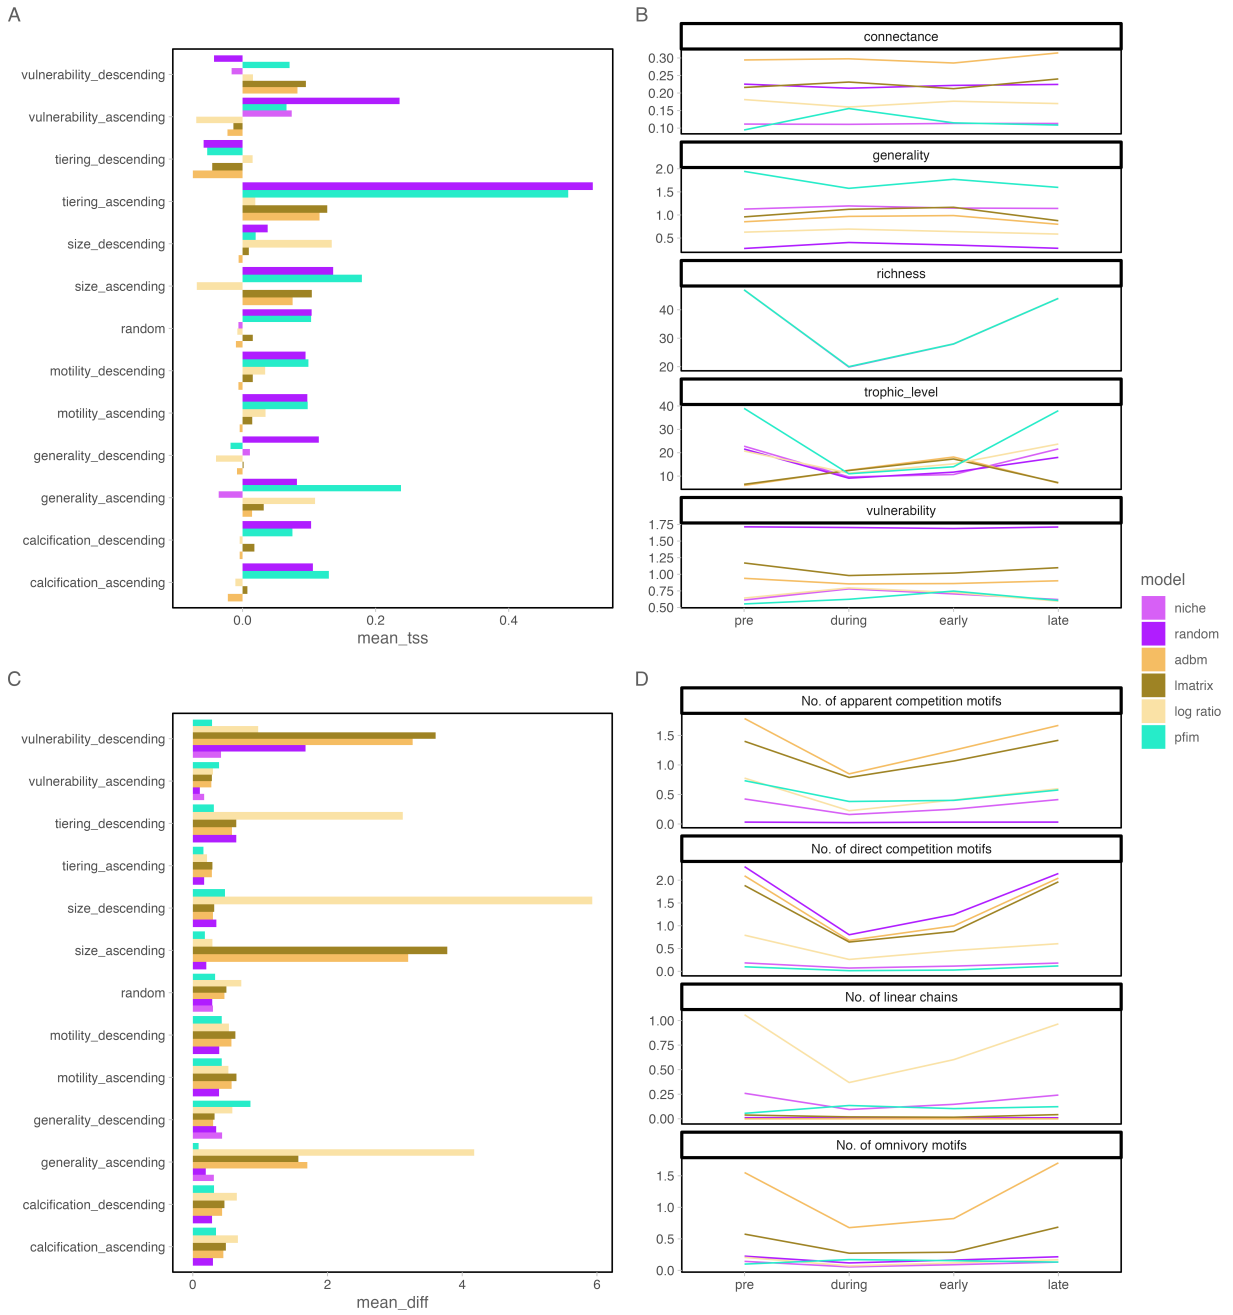 A
vulnerability_descending
vulnerability_ascending
tiering_descending
tiering_ascending
size_descending
size_ascending
random
motility_descending
motility_ascending
generality_descending
generality_ascending
calcification_descending
calcification_ascending
0.0 0.2 0.4
mean_tss
B
connectance
0.30
0.25
0.20
0.15
0.10
generality
2.0
1.5
1.0
0.5
richness
40
30
20
trophic_level
40
30
20
10
vulnerability
1.75
1.50
1.25
1.00
0.75
0.50
pre during early late
model
niche
random
adbm
lmatrix
log ratio
pfim
C
vulnerability_descending
vulnerability_ascending
tiering_descending
tiering_ascending
size_descending
size_ascending
random
motility_descending
motility_ascending
generality_descending
generality_ascending
calcification_descending
calcification_ascending
0 2 4 6
mean_diff
D
No. of apparent competition motifs
1.5
1.0
0.5
0.0
No. of direct competition motifs
2.0
1.5
1.0
0.5
0.0
No. of linear chains
1.00
0.75
0.50
0.25
0.00
No. of omnivory motifs
1.5
1.0
0.5
0.0
pre during early late